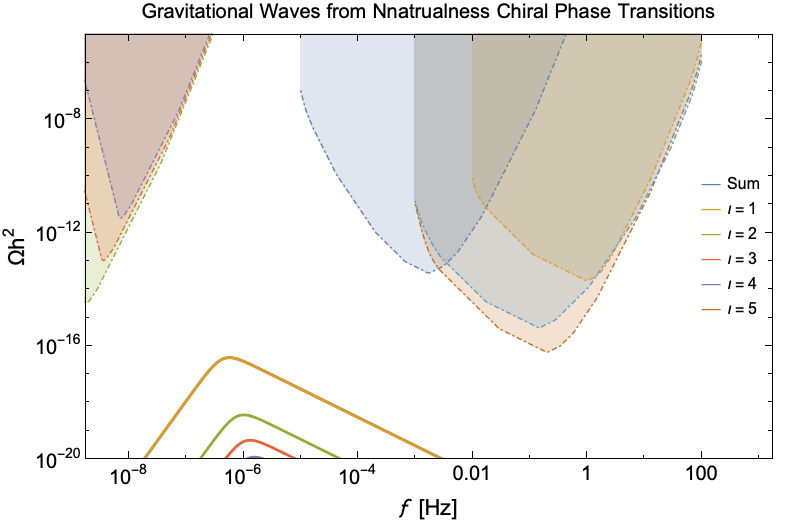 Gravitational Waves from Nnatrualness Chiral Phase Transitions
Ωh²
10⁻⁸
10⁻¹²
10⁻¹⁶
10⁻²⁰
Sum
ı = 1
ı = 2
ı = 3
ı = 4
ı = 5
10⁻⁸ 10⁻⁶ 10⁻⁴ 0.01 1 100
f [Hz]